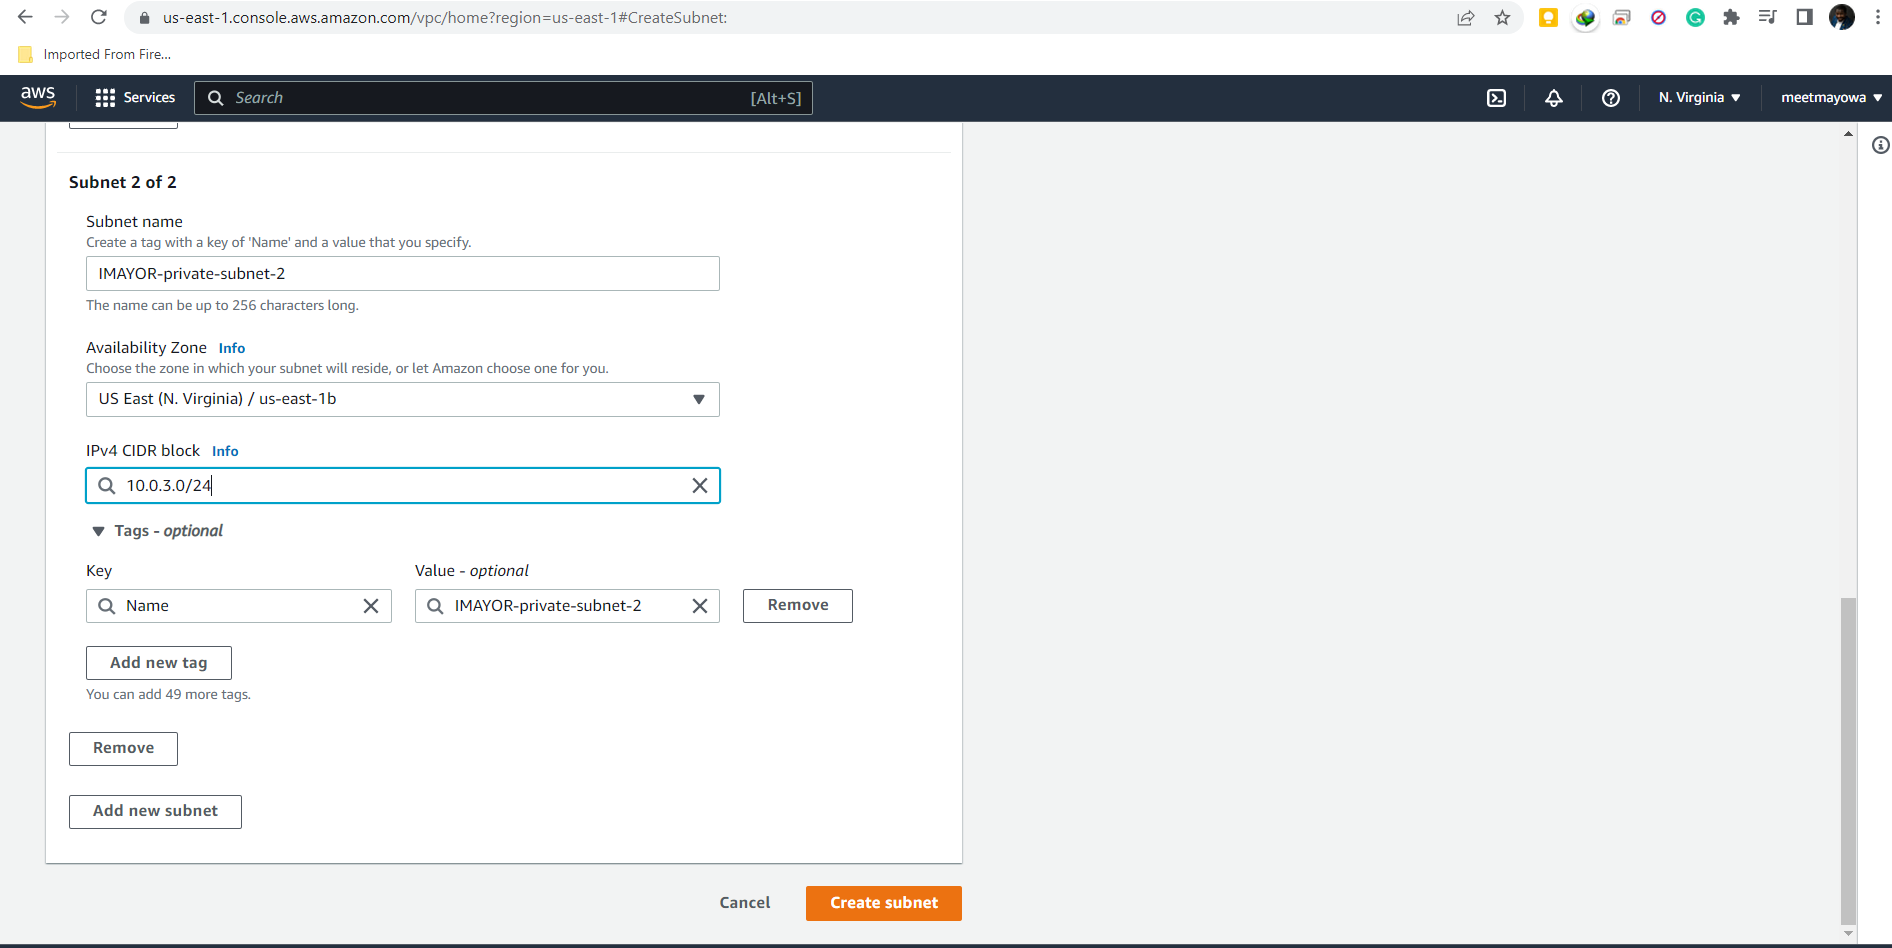 us-east-1.console.aws.amazon.com/vpc/home?region=us-east-1#CreateSubnet:
Imported From Fire...
aws Services Search [Alt+S] N. Virginia meetmayowa
Subnet 2 of 2
Subnet name
Create a tag with a key of 'Name' and a value that you specify.
IMAYOR-private-subnet-2
The name can be up to 256 characters long.
Availability Zone Info
Choose the zone in which your subnet will reside, or let Amazon choose one for you.
US East (N. Virginia) / us-east-1b
IPv4 CIDR block Info
10.0.3.0/24
Tags - optional
Key Value - optional
Name IMAYOR-private-subnet-2 Remove
Add new tag
You can add 49 more tags.
Remove
Add new subnet
Cancel Create subnet